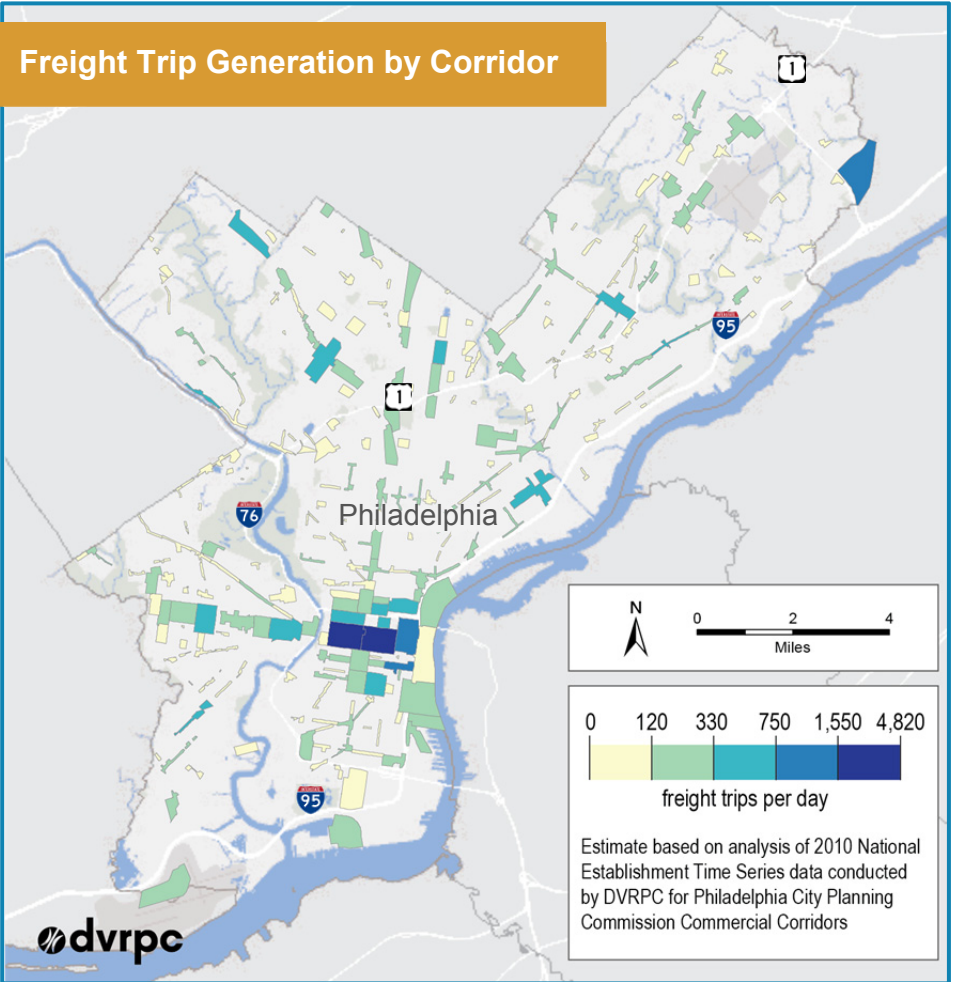 Freight Trip Generation by Corridor
1
95
1
76
Philadelphia
N
0 2 4
Miles
0 120 330 750 1,550 4,820
freight trips per day
95
Estimate based on analysis of 2010 National
Establishment Time Series data conducted
by DVRPC for Philadelphia City Planning
Commission Commercial Corridors
dvrpc